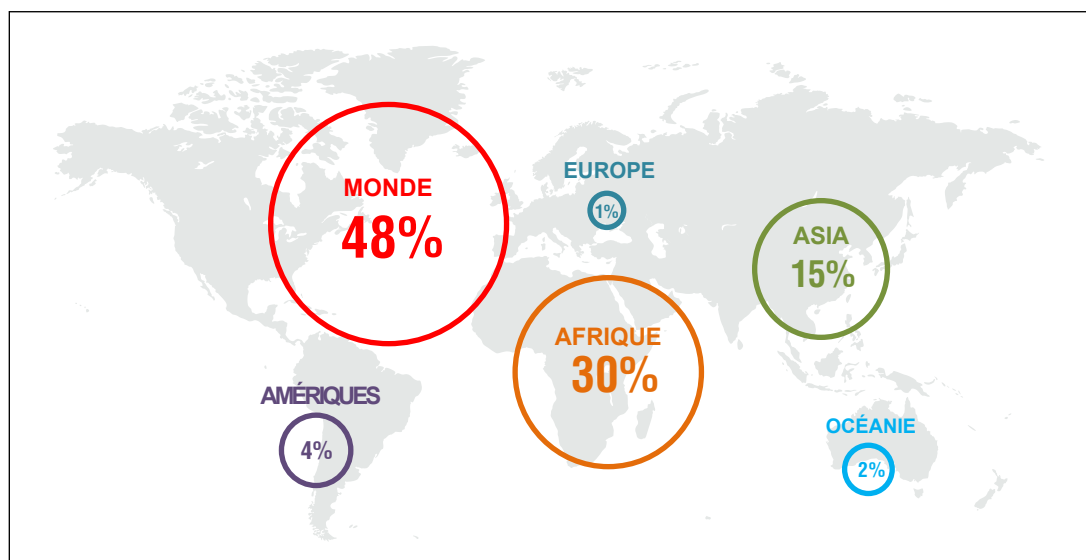 MONDE
48%
EUROPE
1%
ASIA
15%
AFRIQUE
30%
AMÉRIQUES
4%
OCÉANIE
2%